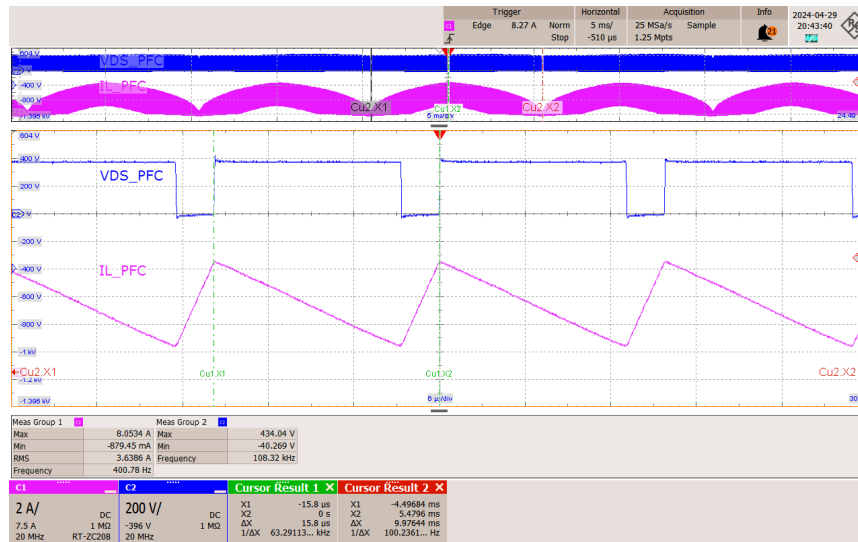 Trigger Horizontal Acquisition Info
Edge 8.27 A Norm 5 ms/ 25 MSa/s Sample 2024-04-29
Stop -510 µs 1.25 Mpts 21 20:43:40
604 V
VDS_PFC
IL_PFC
-400 V
-800 V
Cu2.X1 Cu1.X2 Cu2.X2
-1.396 kV 5 ms/div
604 V
400 V
VDS_PFC
200 V
C2 V
-200 V
-400 V IL_PFC
-600 V
-800 V
-1 kV
Cu2.X1 Cu1.X1 Cu1.X2 Cu2.X2
-1.2 kV
-1.396 kV 6 µs/div 30
Meas Group 1 C1 Meas Group 2 C2
Max 8.0534 A Max 434.04 V
Min -879.45 mA Min -40.269 V
RMS 3.6386 A Frequency 108.32 kHz
Frequency 400.78 Hz
C1 C2 Cursor Result 1 ✕ Cursor Result 2 ✕
2 A/ DC 200 V/ DC X1 -15.8 µs X1 -4.49684 ms
7.5 A 1 MΩ -396 V 1 MΩ X2 0 s X2 5.4796 ms
20 MHz RT-ZC20B 20 MHz ΔX 15.8 µs ΔX 9.97644 ms
1/ΔX 63.29113... kHz 1/ΔX 100.2361... Hz